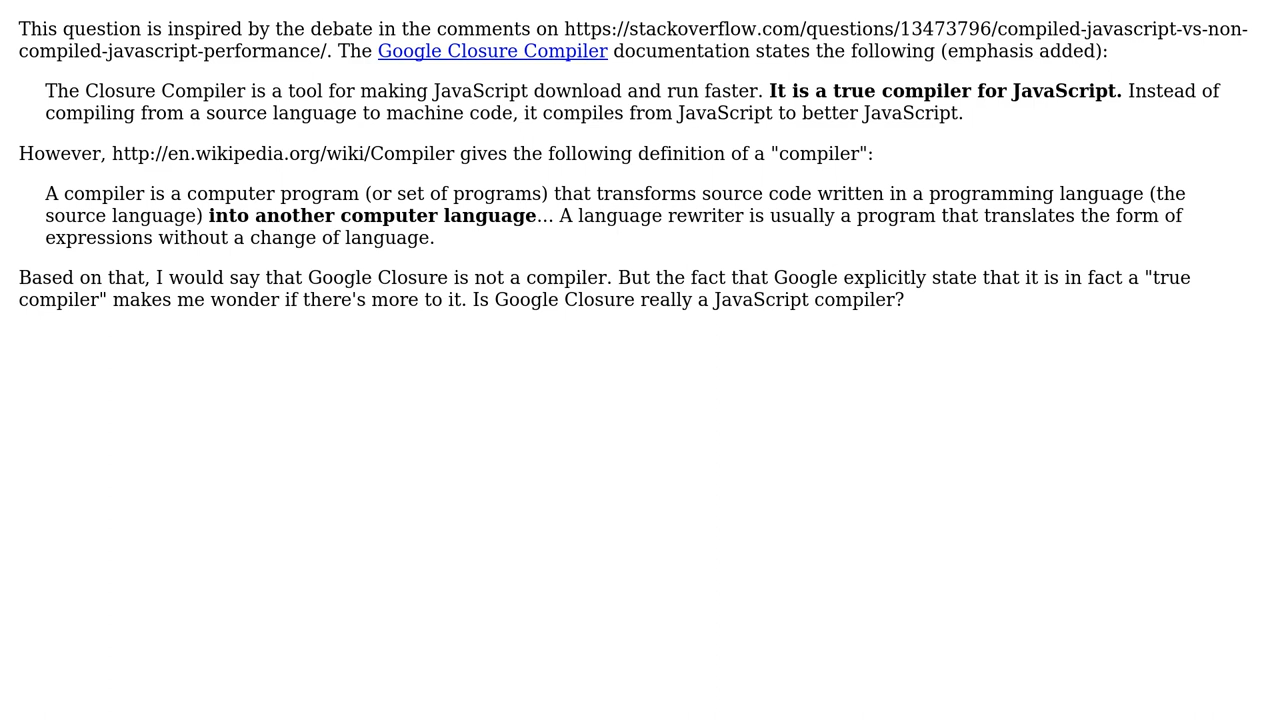 This question is inspired by the debate in the comments on https://stackoverflow.com/questions/13473796/compiled-javascript-vs-non-
compiled-javascript-performance/. The Google Closure Compiler documentation states the following (emphasis added):
The Closure Compiler is a tool for making JavaScript download and run faster. It is a true compiler for JavaScript. Instead of
compiling from a source language to machine code, it compiles from JavaScript to better JavaScript.
However, http://en.wikipedia.org/wiki/Compiler gives the following definition of a "compiler":
A compiler is a computer program (or set of programs) that transforms source code written in a programming language (the
source language) into another computer language... A language rewriter is usually a program that translates the form of
expressions without a change of language.
Based on that, I would say that Google Closure is not a compiler. But the fact that Google explicitly state that it is in fact a "true
compiler" makes me wonder if there's more to it. Is Google Closure really a JavaScript compiler?